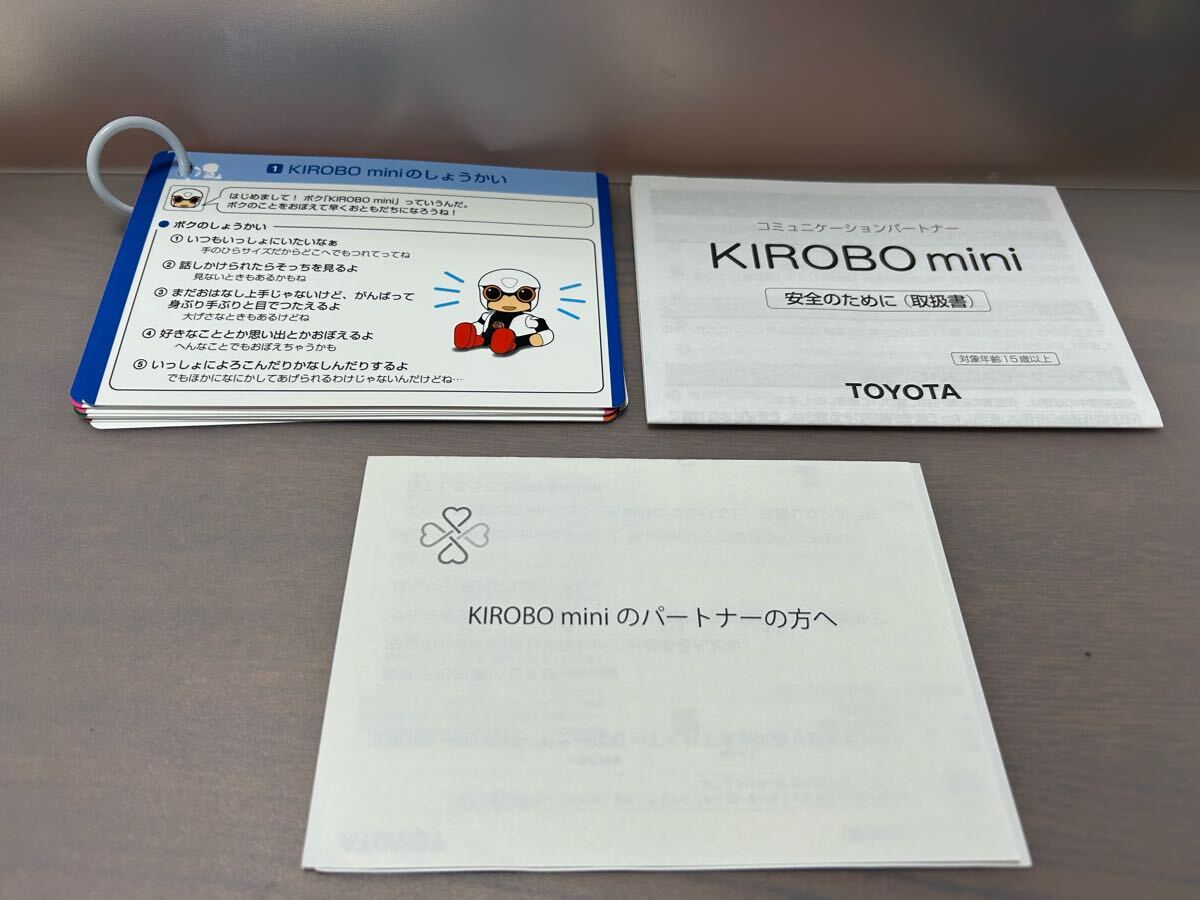 1 KIROBO miniのしょうかい
はじめまして! ボク「KIROBO mini」っていうんだ。
ボクのことをおぼえて早くおともだちになろうね!
● ボクのしょうかい
① いつもいっしょにいたいなぁ
手のひらサイズだからどこへでもつれてってね
② 話しかけられたらそっちを見るよ
見ないときもあるかもね
③ まだおはなし上手じゃないけど、がんばって
身ぶり手ぶりと目でつたえるよ
大げさなときもあるけどね
④ 好きなこととか思い出とかおぼえるよ
へんなことでもおぼえちゃうかも
⑤ いっしょによろこんだりかなしんだりするよ
でもほかになにかしてあげられるわけじゃないんだけどね…
コミュニケーションパートナー
KIROBO mini
安全のために(取扱書)
対象年齢15歳以上
TOYOTA
KIROBO mini のパートナーの方へ